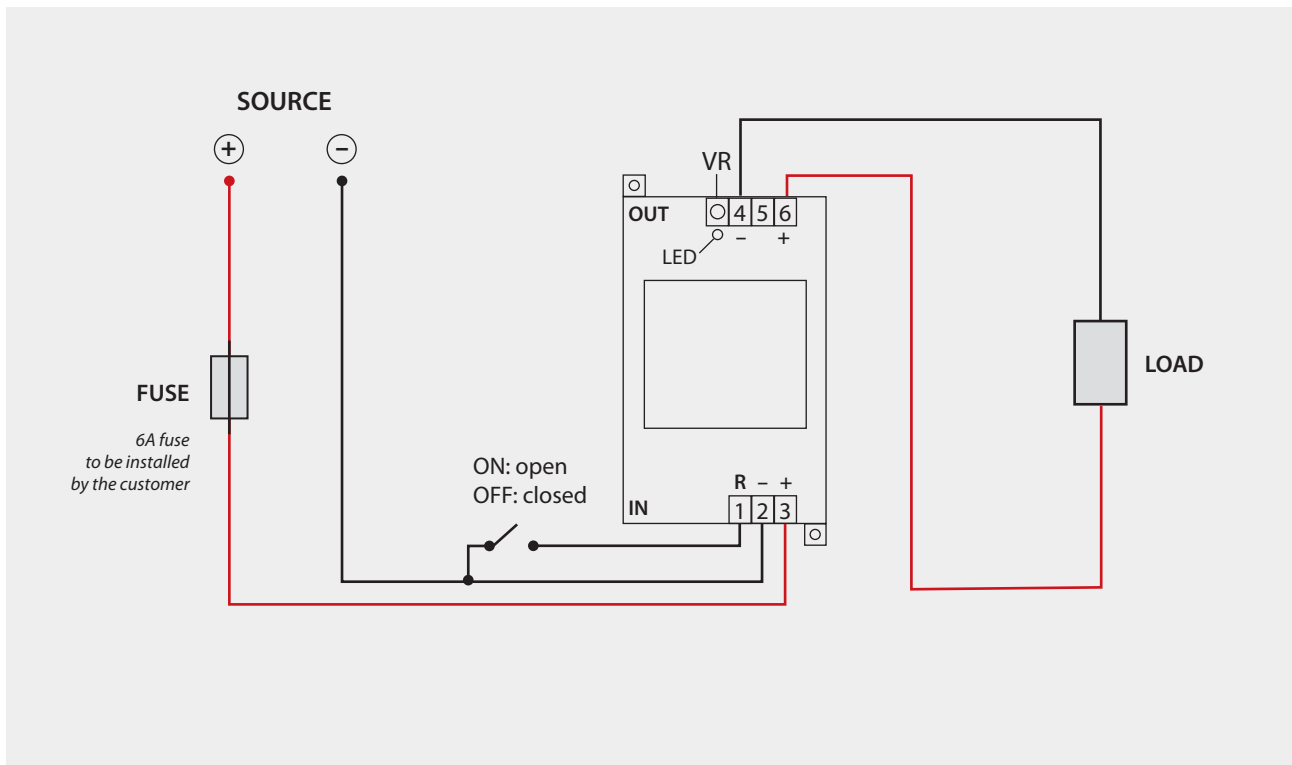 SOURCE
+ −
FUSE
6A fuse
to be installed
by the customer
ON: open
OFF: closed
VR
OUT
4 5 6
− +
LED
R − +
IN
1 2 3
LOAD